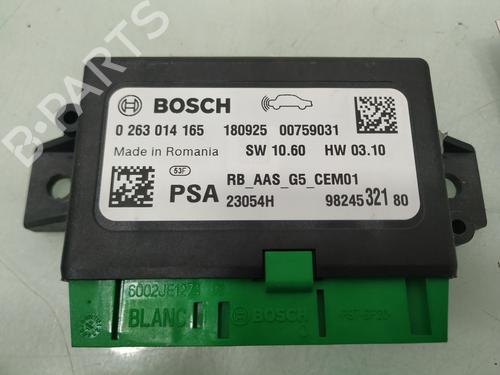 B-PARTS
BOSCH
0 263 014 165 180925 00759031
Made in Romania SW 10.60 HW 03.10
53F
PSA RB_AAS_G5_CEM01
23054H 98245 321 80
BLANC BOSCH